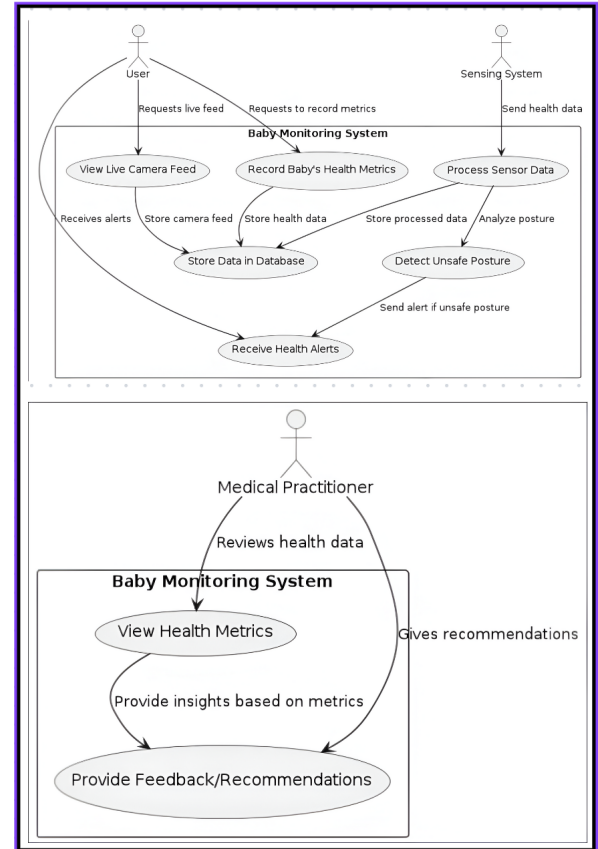 User
Sensing System
Requests live feed
Requests to record metrics
Send health data
Baby Monitoring System
View Live Camera Feed
Record Baby's Health Metrics
Process Sensor Data
Receives alerts
Store camera feed
Store health data
Store processed data
Analyze posture
Store Data in Database
Detect Unsafe Posture
Send alert if unsafe posture
Receive Health Alerts
Medical Practitioner
Reviews health data
Baby Monitoring System
View Health Metrics
Gives recommendations
Provide insights based on metrics
Provide Feedback/Recommendations